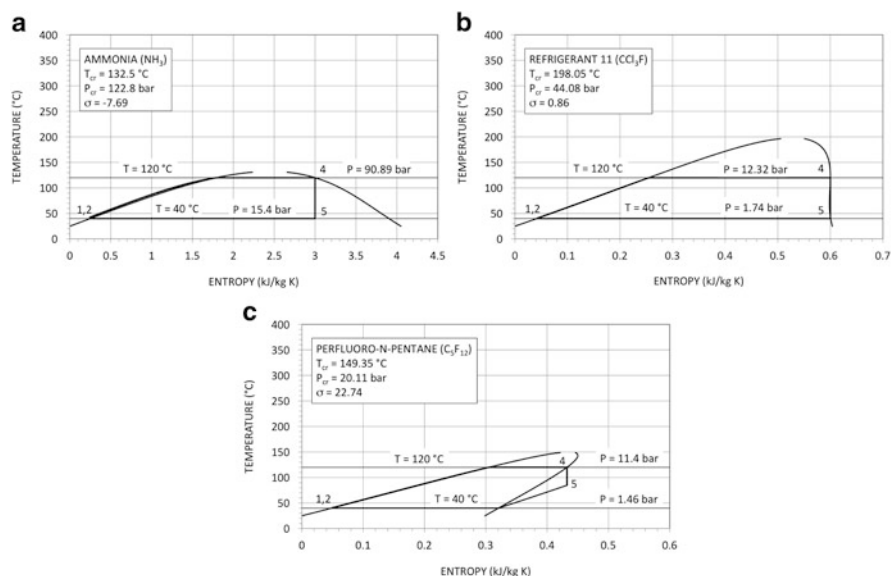 a
400
350
300
250
200
150
100
50
0
TEMPERATURE (°C)
AMMONIA (NH₃)
T_cr = 132.5 °C
P_cr = 122.8 bar
σ = -7.69
T = 120 °C
4
P = 90.89 bar
1,2
T = 40 °C
P = 15.4 bar
5
0 1 2 3 4 0.5 1.5 2.5 3.5 4.5
ENTROPY (kJ/kg K)
b
400
350
300
250
200
150
100
50
0
TEMPERATURE (°C)
REFRIGERANT 11 (CCl₃F)
T_cr = 198.05 °C
P_cr = 44.08 bar
σ = 0.86
T = 120 °C
P = 12.32 bar
4
1,2
T = 40 °C
P = 1.74 bar
5
0 0.1 0.2 0.3 0.4 0.5 0.6 0.7
ENTROPY (kJ/kg K)
c
400
350
300
250
200
150
100
50
0
TEMPERATURE (°C)
PERFLUORO-N-PENTANE (C₅F₁₂)
T_cr = 149.35 °C
P_cr = 20.11 bar
σ = 22.74
T = 120 °C
4
P = 11.4 bar
5
1,2
T = 40 °C
P = 1.46 bar
0 0.1 0.2 0.3 0.4 0.5 0.6
ENTROPY (kJ/kg K)